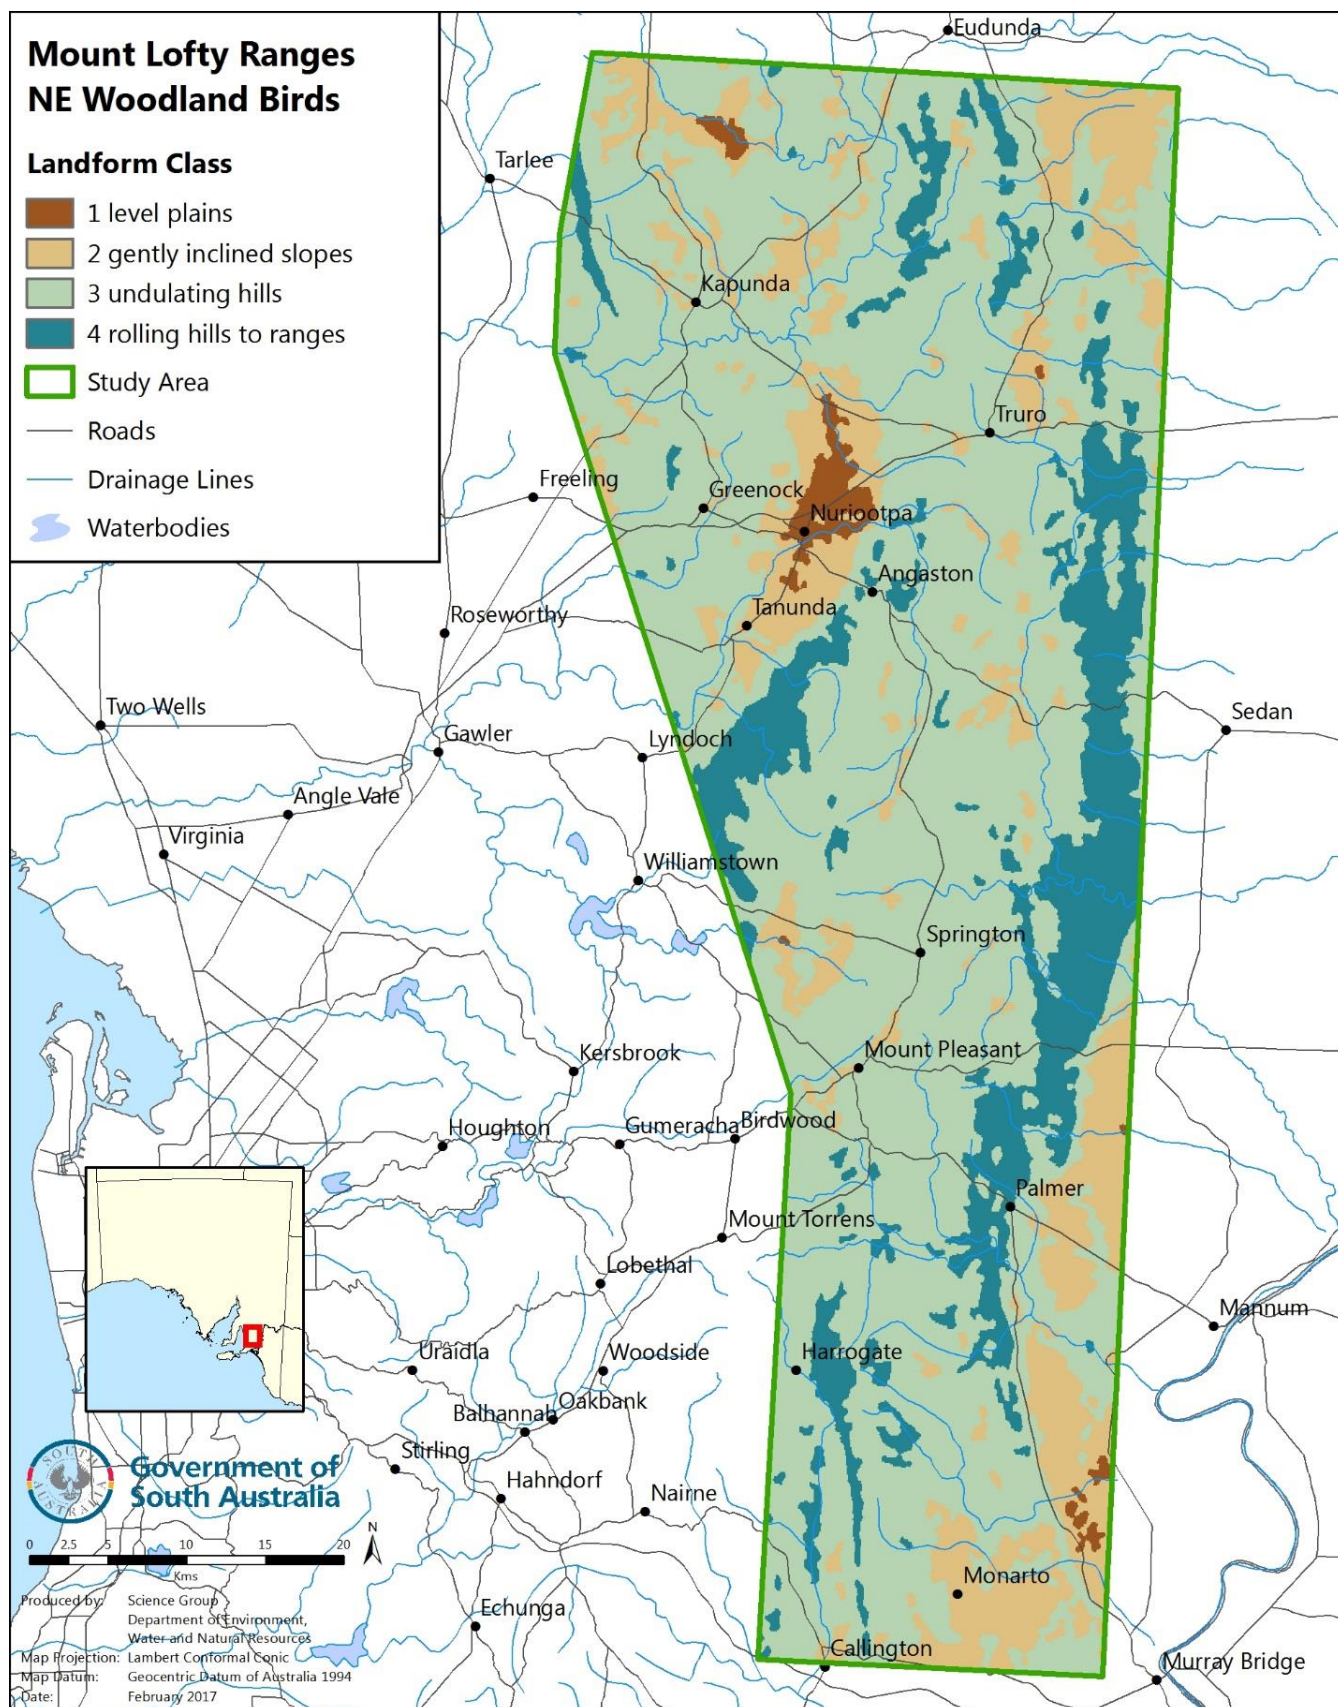 Mount Lofty Ranges
NE Woodland Birds
Landform Class
1 level plains
2 gently inclined slopes
3 undulating hills
4 rolling hills to ranges
Study Area
Roads
Drainage Lines
Waterbodies
Eudunda
Tarlee
Kapunda
Truro
Freeling
Greenock
Nuriootpa
Angaston
Tanunda
Roseworthy
Two Wells
Sedan
Gawler
Lyndoch
Angle Vale
Virginia
Williamstown
Springton
Kersbrook
Mount Pleasant
Houghton
Gumeracha
Birdwood
Palmer
Mount Torrens
Lobethal
Mannum
Uraidla
Woodside
Harrogate
Oakbank
Balhannah
Stirling
Hahndorf
Nairne
Monarto
Echunga
Callington
Murray Bridge
SOUTH AUSTRALIA
Government of
South Australia
0 2.5 5 10 15 20
Kms
N
Produced by: Science Group
Department of Environment,
Water and Natural Resources
Map Projection: Lambert Conformal Conic
Map Datum: Geocentric Datum of Australia 1994
Date: February 2017